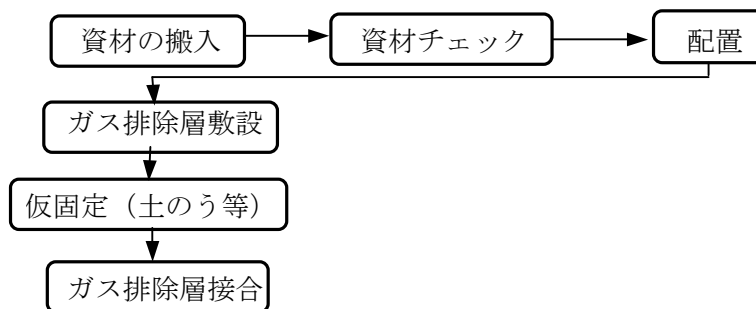 資材の搬入
資材チェック
配置
ガス排除層敷設
仮固定（土のう等）
ガス排除層接合